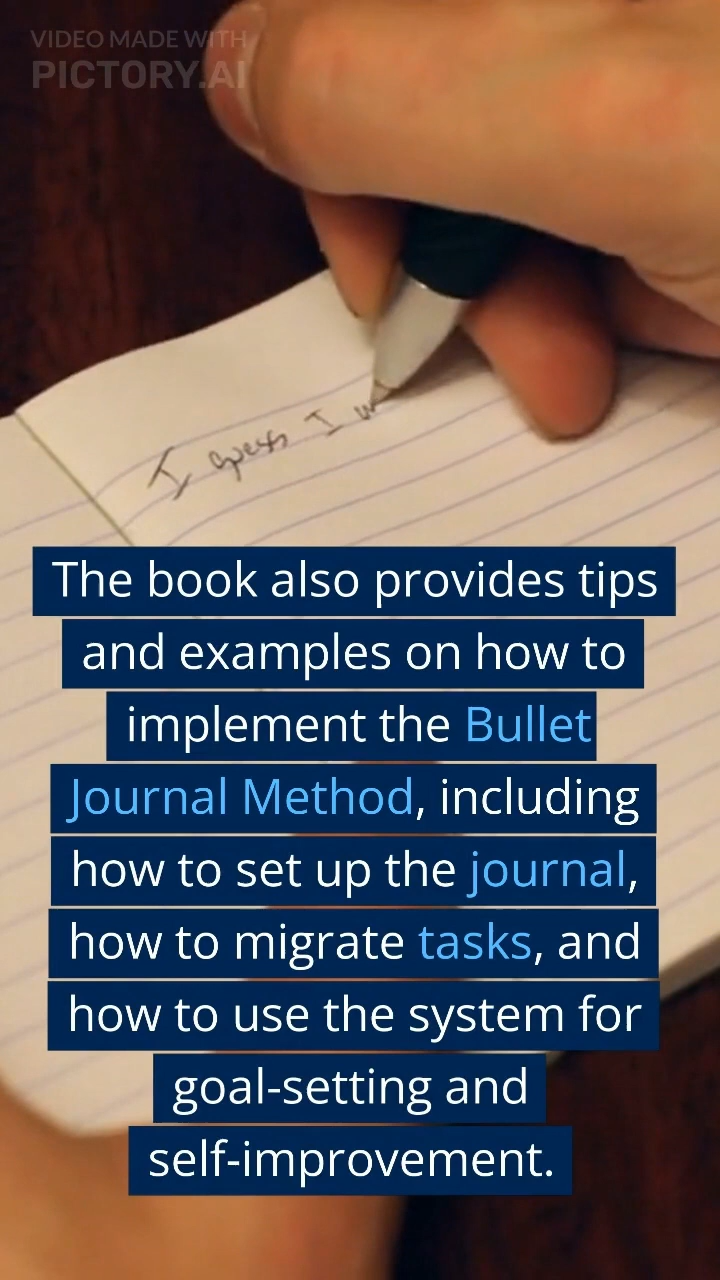 VIDEO MADE WITH
PICTORY.AI
I guess I w
The book also provides tips
and examples on how to
implement the Bullet
Journal Method, including
how to set up the journal,
how to migrate tasks, and
how to use the system for
goal-setting and
self-improvement.